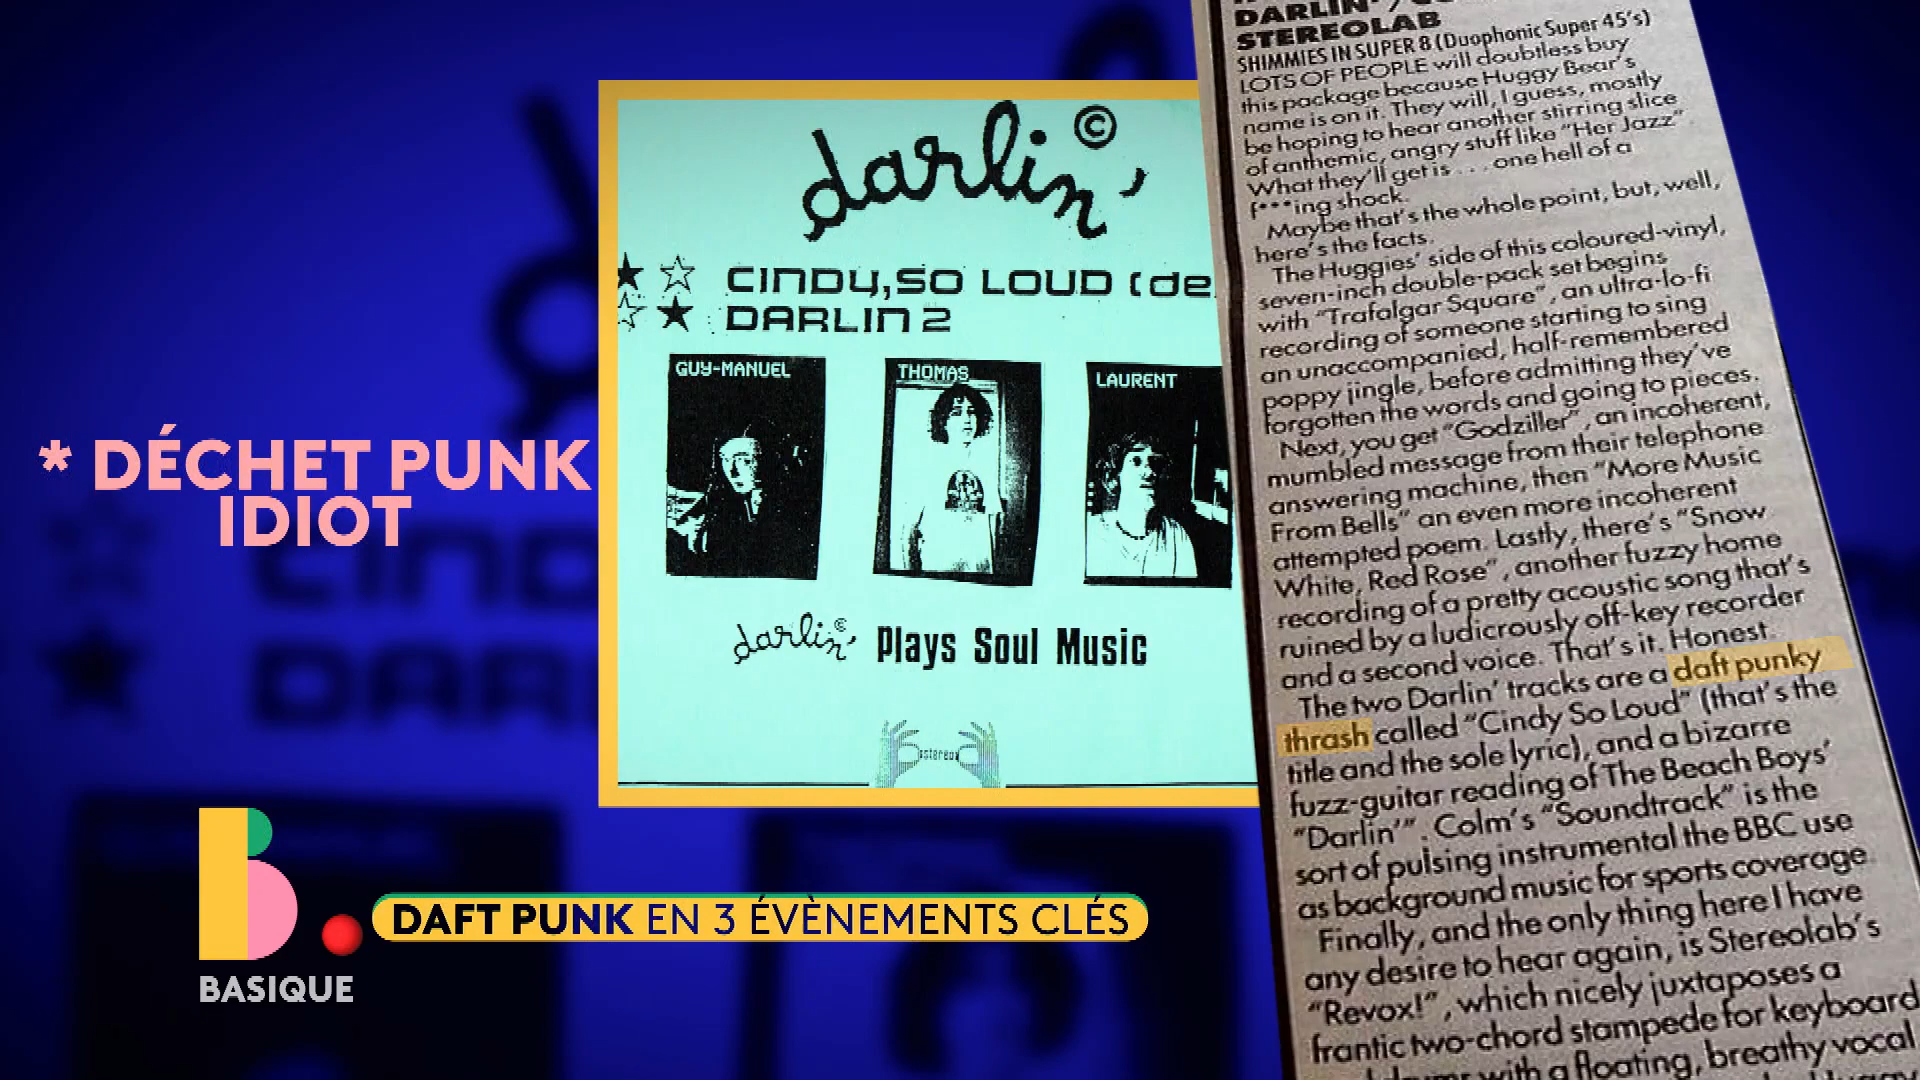 * DÉCHET PUNK
IDIOT
darlin'©
CINDY,SO LOUD (de
DARLIN 2
GUY-MANUEL
THOMAS
LAURENT
darlin'© Plays Soul Music
stereo
B.
BASIQUE
DAFT PUNK EN 3 ÉVÈNEMENTS CLÉS
DARLIN'/
STEREOLAB
SHIMMIES IN SUPER 8 (Duophonic Super 45's)
LOTS OF PEOPLE will doubtless buy
this package because Huggy Bear's
name is on it. They will, I guess, mostly
be hoping to hear another stirring slice
of anthemic, angry stuff like "Her Jazz".
What they'll get is . . . one hell of a
f***ing shock.
Maybe that's the whole point, but, well,
here's the facts.
The Huggies' side of this coloured-vinyl,
seven-inch double-pack set begins
with "Trafalgar Square", an ultra-lo-fi
recording of someone starting to sing
an unaccompanied, half-remembered
poppy jingle, before admitting they've
forgotten the words and going to pieces.
Next, you get "Godziller", an incoherent,
mumbled message from their telephone
answering machine, then "More Music
From Bells" an even more incoherent
attempted poem. Lastly, there's "Snow
White, Red Rose", another fuzzy home
recording of a pretty acoustic song that's
ruined by a ludicrously off-key recorder
and a second voice. That's it. Honest.
The two Darlin' tracks are a daft punky
thrash called "Cindy So Loud" (that's the
title and the sole lyric), and a bizarre
fuzz-guitar reading of The Beach Boys'
"Darlin'". Colm's "Soundtrack" is the
sort of pulsing instrumental the BBC use
as background music for sports coverage.
Finally, and the only thing here I have
any desire to hear again, is Stereolab's
"Revox!", which nicely juxtaposes a
frantic two-chord stampede for keyboard
with a floating, breathy vocal